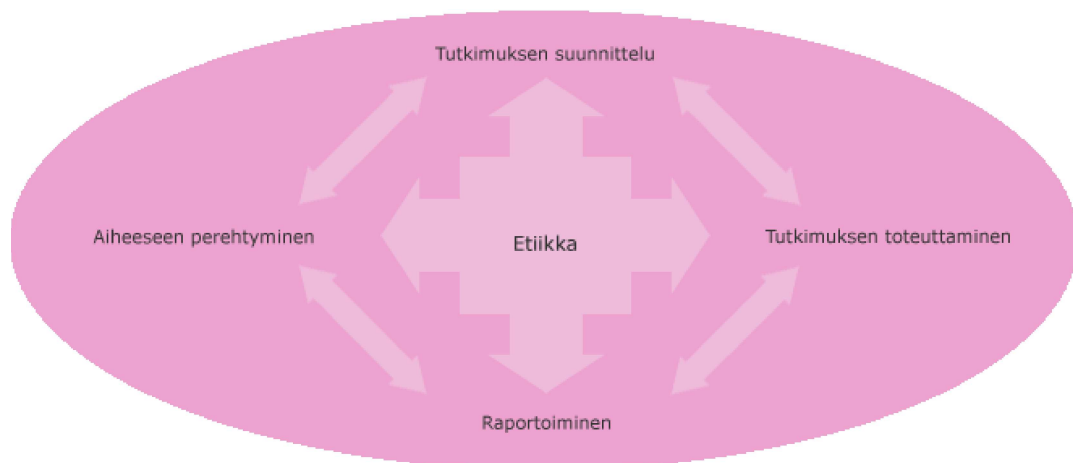 Tutkimuksen suunnittelu
Aiheeseen perehtyminen
Etiikka
Tutkimuksen toteuttaminen
Raportoiminen